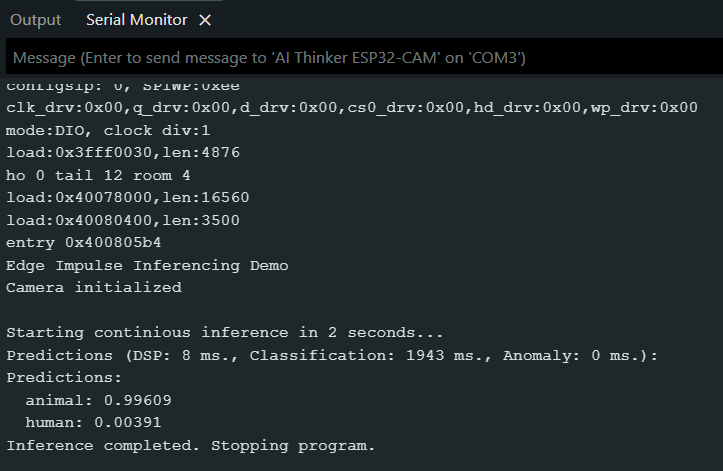 Output Serial Monitor
Message (Enter to send message to 'AI Thinker ESP32-CAM' on 'COM3')
configsip: 0, SPIWP:0xee
clk_drv:0x00,q_drv:0x00,d_drv:0x00,cs0_drv:0x00,hd_drv:0x00,wp_drv:0x00
mode:DIO, clock div:1
load:0x3fff0030,len:4876
ho 0 tail 12 room 4
load:0x40078000,len:16560
load:0x40080400,len:3500
entry 0x400805b4
Edge Impulse Inferencing Demo
Camera initialized
Starting continious inference in 2 seconds...
Predictions (DSP: 8 ms., Classification: 1943 ms., Anomaly: 0 ms.):
Predictions:
animal: 0.99609
human: 0.00391
Inference completed. Stopping program.